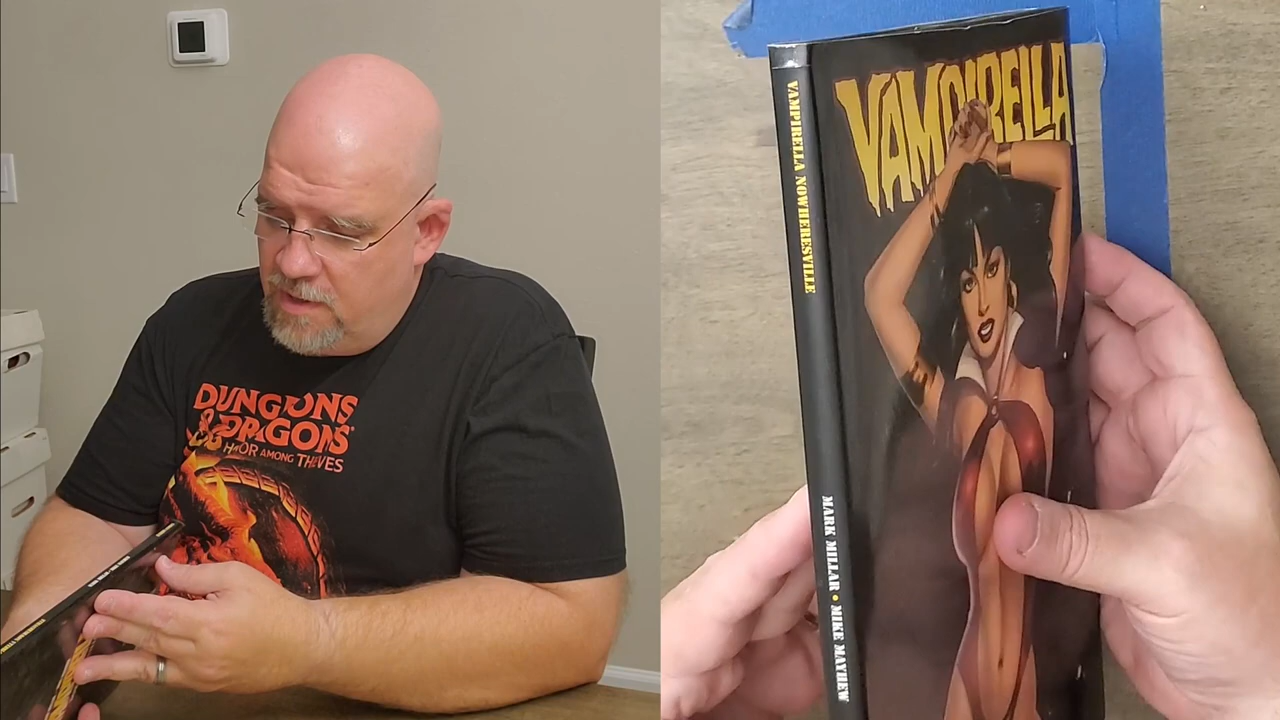 DUNGEONS
& DRAGONS
HONOR AMONG THIEVES
VAMPIRELLA
VAMPIRELLA NOWHERESVILLE
MARK MILLAR • MIKE MAYHEW